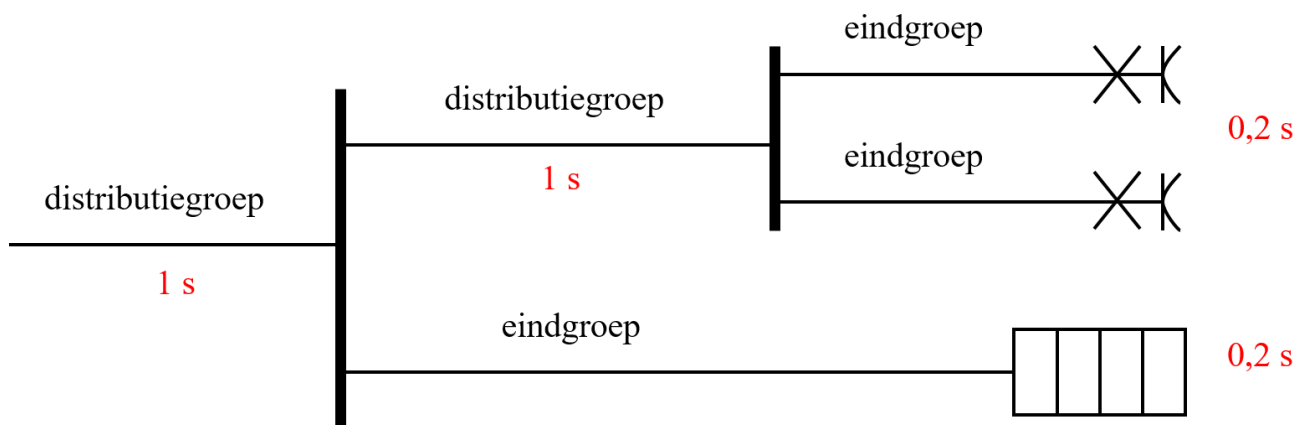 eindgroep
distributiegroep
0,2 s
eindgroep
1 s
distributiegroep
1 s
eindgroep
0,2 s